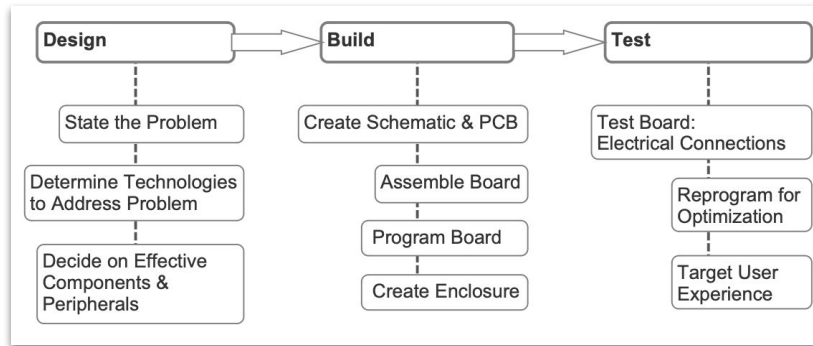 Design
Build
Test
State the Problem
Determine Technologies
to Address Problem
Decide on Effective
Components &
Peripherals
Create Schematic & PCB
Assemble Board
Program Board
Create Enclosure
Test Board:
Electrical Connections
Reprogram for
Optimization
Target User
Experience